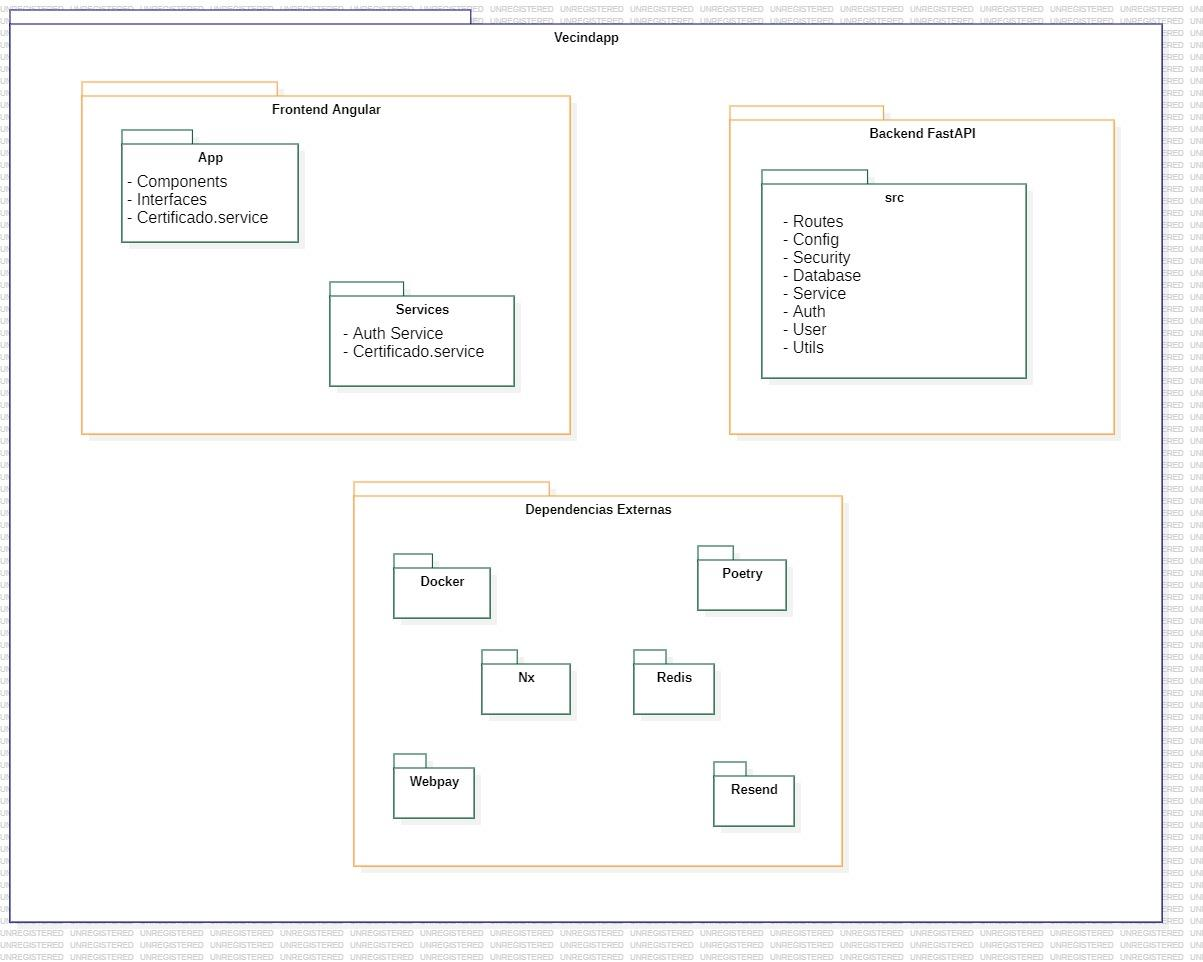 Vecindapp
Frontend Angular
App
- Components
- Interfaces
- Certificado.service
Services
- Auth Service
- Certificado.service
Backend FastAPI
src
- Routes
- Config
- Security
- Database
- Service
- Auth
- User
- Utils
Dependencias Externas
Docker
Poetry
Nx
Redis
Webpay
Resend
UNREGISTERED